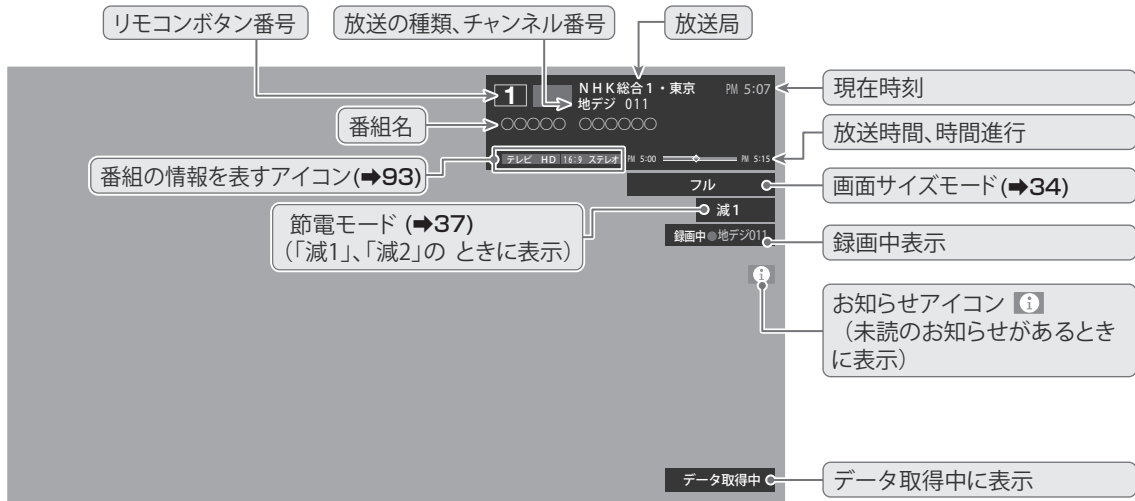 リモコンボタン番号
放送の種類、チャンネル番号
放送局
1
NHK総合1・東京
PM 5:07
地デジ 011
現在時刻
番組名
○○○○○ ○○○○○○
放送時間、時間進行
テレビ HD 16:9 ステレオ
PM 5:00
PM 5:15
番組の情報を表すアイコン(➡93)
フル
画面サイズモード(➡34)
減1
節電モード (➡37)
(「減1」、「減2」の ときに表示)
録画中●地デジ011
録画中表示
i
お知らせアイコン i
(未読のお知らせがあるとき
に表示)
データ取得中
データ取得中に表示